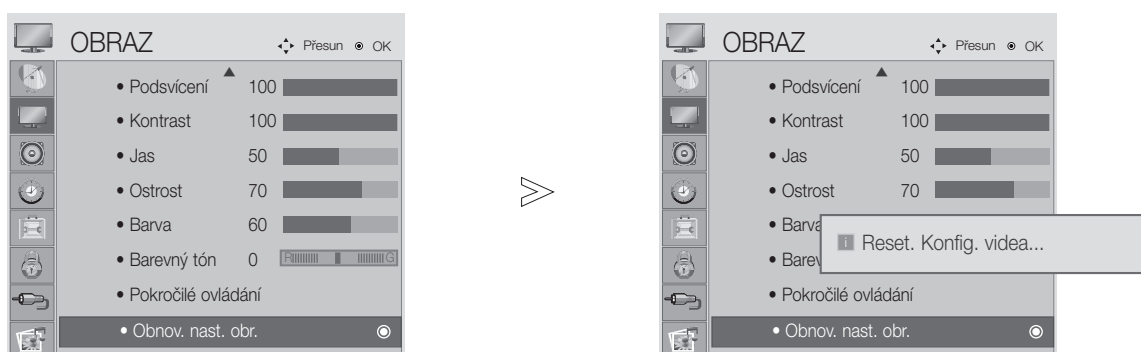 OBRAZ Přesun OK
• Podsvícení 100
• Kontrast 100
• Jas 50
• Ostrost 70
• Barva 60
• Barevný tón 0 R G
• Pokročilé ovládání
• Obnov. nast. obr.
OBRAZ Přesun OK
• Podsvícení 100
• Kontrast 100
• Jas 50
• Ostrost 70
• Barva
• Barev
i Reset. Konfig. videa...
• Pokročilé ovládání
• Obnov. nast. obr.